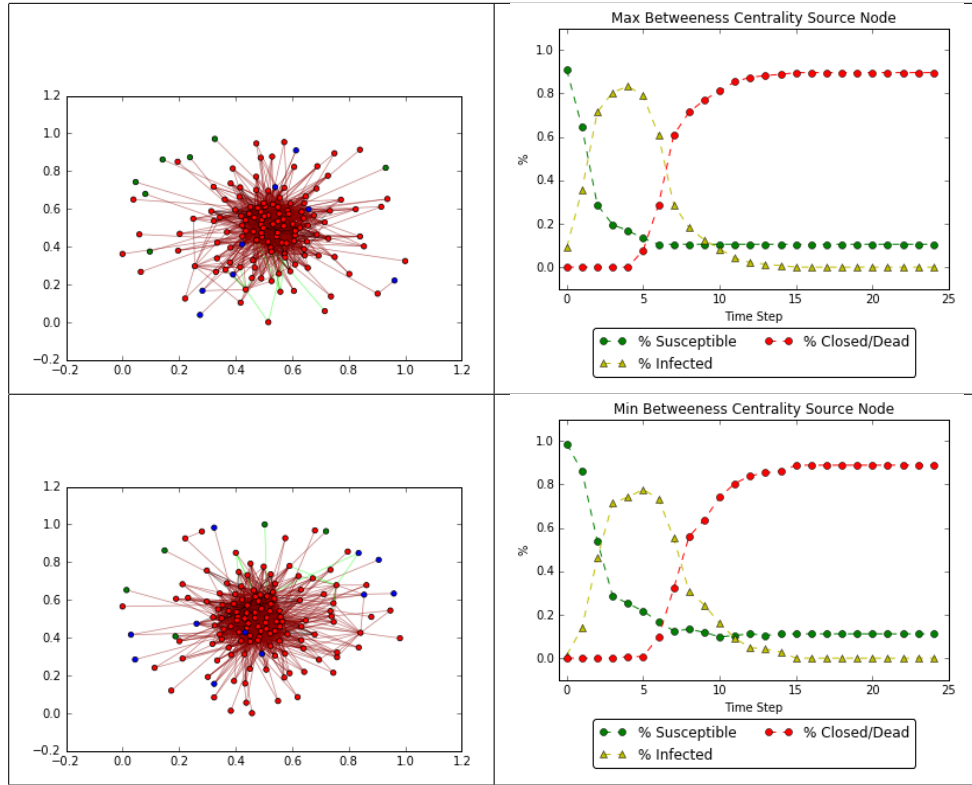 Max Betweeness Centrality Source Node
1.2
1.0
0.8
0.6
0.4
0.2
0.0
−0.2
−0.2 0.0 0.2 0.4 0.6 0.8 1.0 1.2
%
1.0
0.8
0.6
0.4
0.2
0.0
0 5 10 15 20 25
Time Step
% Susceptible % Closed/Dead
% Infected
Min Betweeness Centrality Source Node
1.2
1.0
0.8
0.6
0.4
0.2
0.0
−0.2
−0.2 0.0 0.2 0.4 0.6 0.8 1.0 1.2
%
1.0
0.8
0.6
0.4
0.2
0.0
0 5 10 15 20 25
Time Step
% Susceptible % Closed/Dead
% Infected